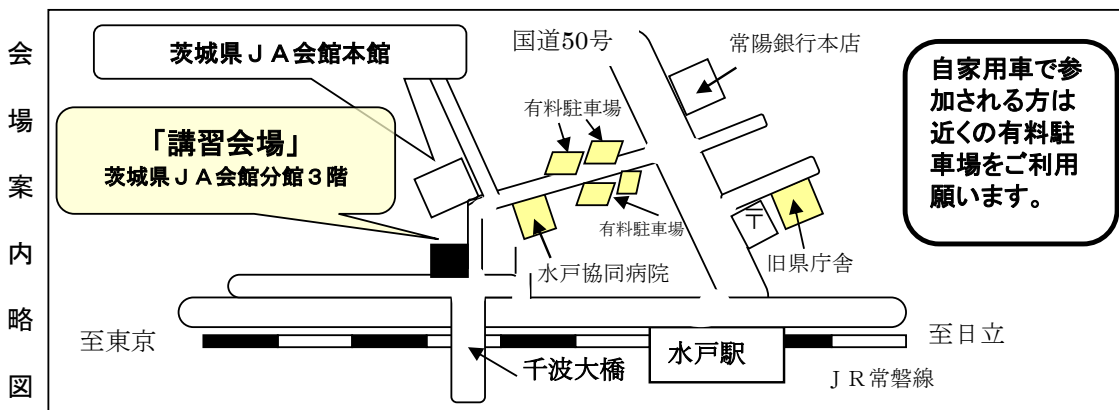 会場案内略図
茨城県ＪＡ会館本館
国道50号
常陽銀行本店
自家用車で参
加される方は
近くの有料駐
車場をご利用
願います。
有料駐車場
「講習会場」
茨城県ＪＡ会館分館３階
有料駐車場
〒
水戸協同病院
旧県庁舎
至東京
千波大橋
水戸駅
至日立
ＪＲ常磐線